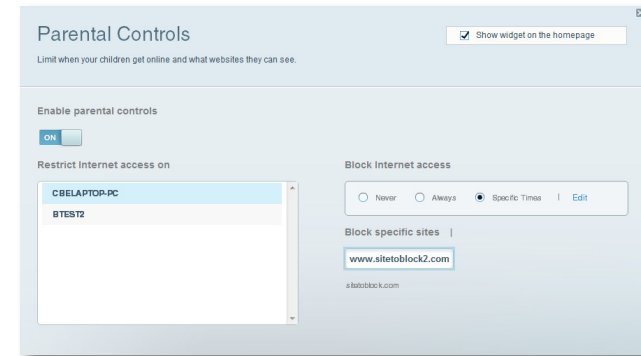 Parental Controls
Show widget on the homepage
Limit when your children get online and what websites they can see.
Enable parental controls
ON
Restrict Internet access on
Block Internet access
CBELAPTOP-PC
Never Always Specific Times | Edit
BTEST2
Block specific sites |
www.sitetoblock2.com
sitetoblock.com